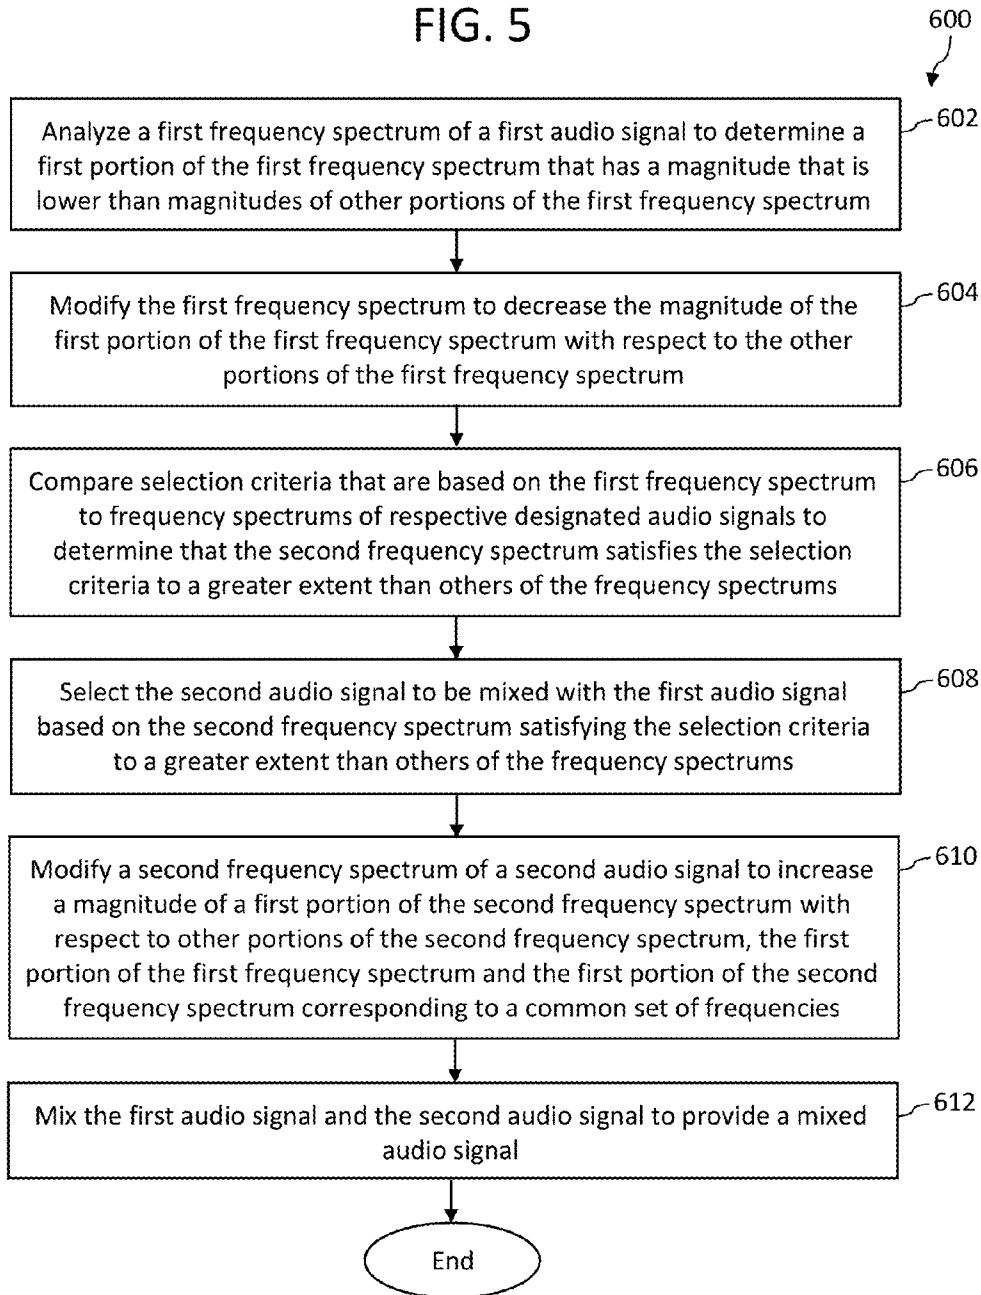 FIG. 5
600
Analyze a first frequency spectrum of a first audio signal to determine a
first portion of the first frequency spectrum that has a magnitude that is
lower than magnitudes of other portions of the first frequency spectrum
602
Modify the first frequency spectrum to decrease the magnitude of the
first portion of the first frequency spectrum with respect to the other
portions of the first frequency spectrum
604
Compare selection criteria that are based on the first frequency spectrum
to frequency spectrums of respective designated audio signals to
determine that the second frequency spectrum satisfies the selection
criteria to a greater extent than others of the frequency spectrums
606
Select the second audio signal to be mixed with the first audio signal
based on the second frequency spectrum satisfying the selection criteria
to a greater extent than others of the frequency spectrums
608
Modify a second frequency spectrum of a second audio signal to increase
a magnitude of a first portion of the second frequency spectrum with
respect to other portions of the second frequency spectrum, the first
portion of the first frequency spectrum and the first portion of the second
frequency spectrum corresponding to a common set of frequencies
610
Mix the first audio signal and the second audio signal to provide a mixed
audio signal
612
End